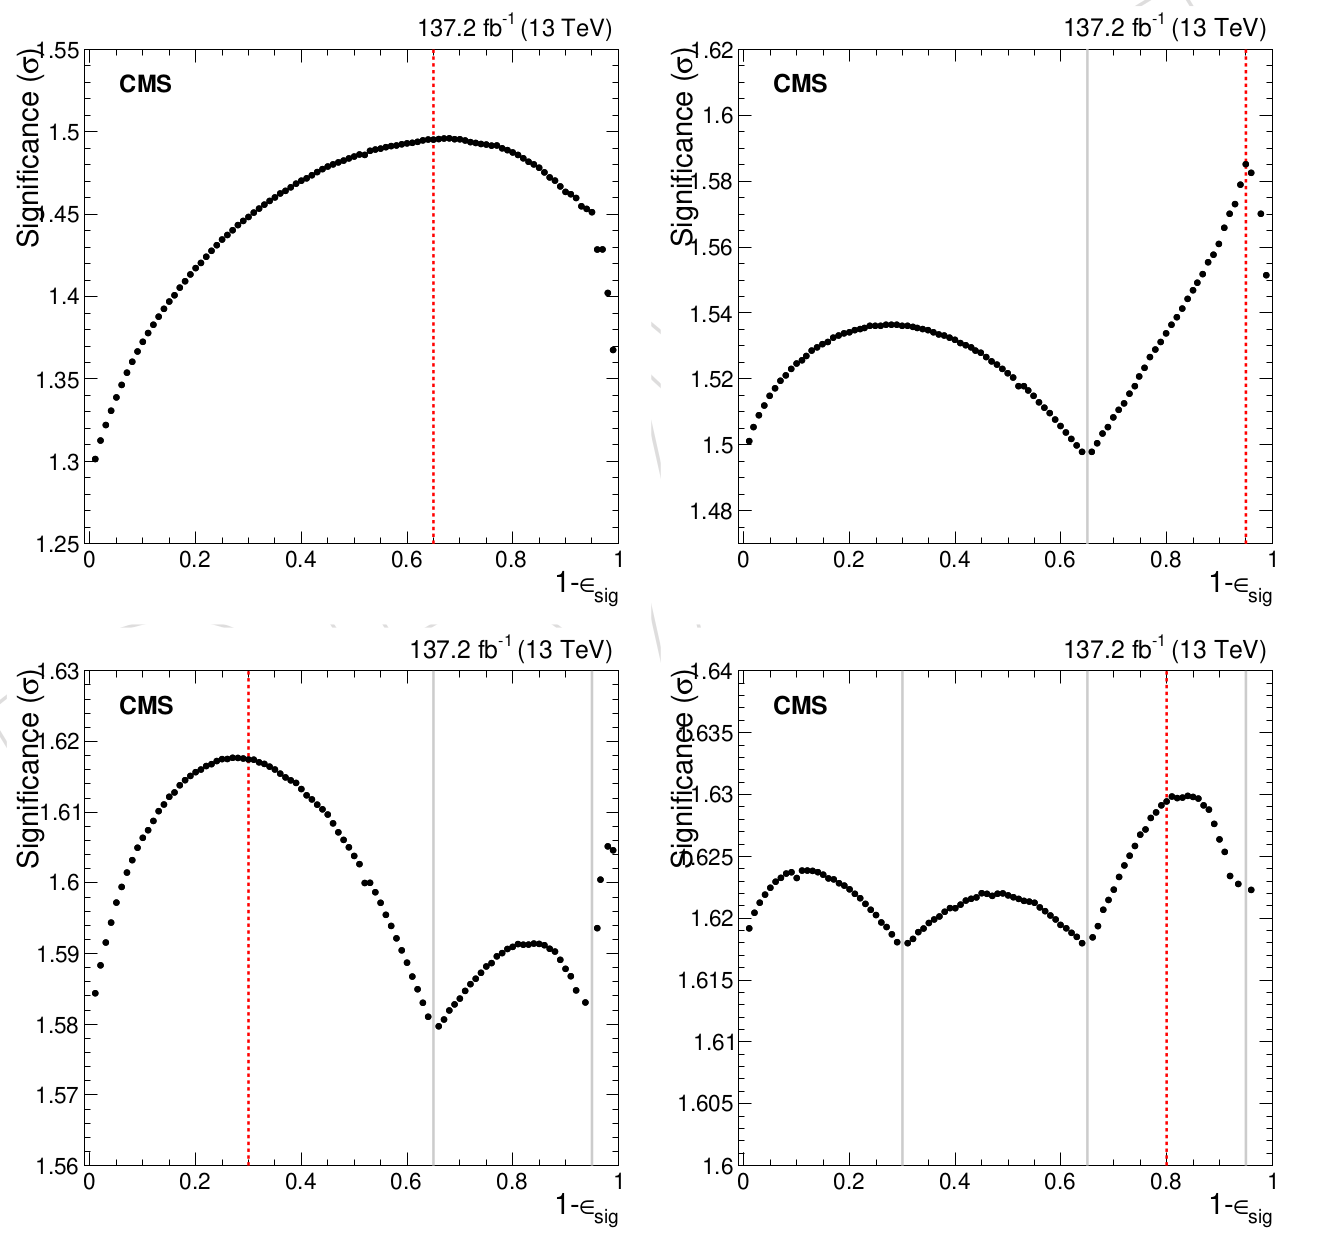 137.2 fb⁻¹ (13 TeV)
CMS
Significance (σ)
1.55
1.5
1.45
1.4
1.35
1.3
1.25
0 0.2 0.4 0.6 0.8 1
1-ϵsig
137.2 fb⁻¹ (13 TeV)
CMS
Significance (σ)
1.62
1.6
1.58
1.56
1.54
1.52
1.5
1.48
0 0.2 0.4 0.6 0.8 1
1-ϵsig
137.2 fb⁻¹ (13 TeV)
CMS
Significance (σ)
1.63
1.62
1.61
1.6
1.59
1.58
1.57
1.56
0 0.2 0.4 0.6 0.8 1
1-ϵsig
137.2 fb⁻¹ (13 TeV)
CMS
Significance (σ)
1.64
1.635
1.63
1.625
1.62
1.615
1.61
1.605
1.6
0 0.2 0.4 0.6 0.8 1
1-ϵsig